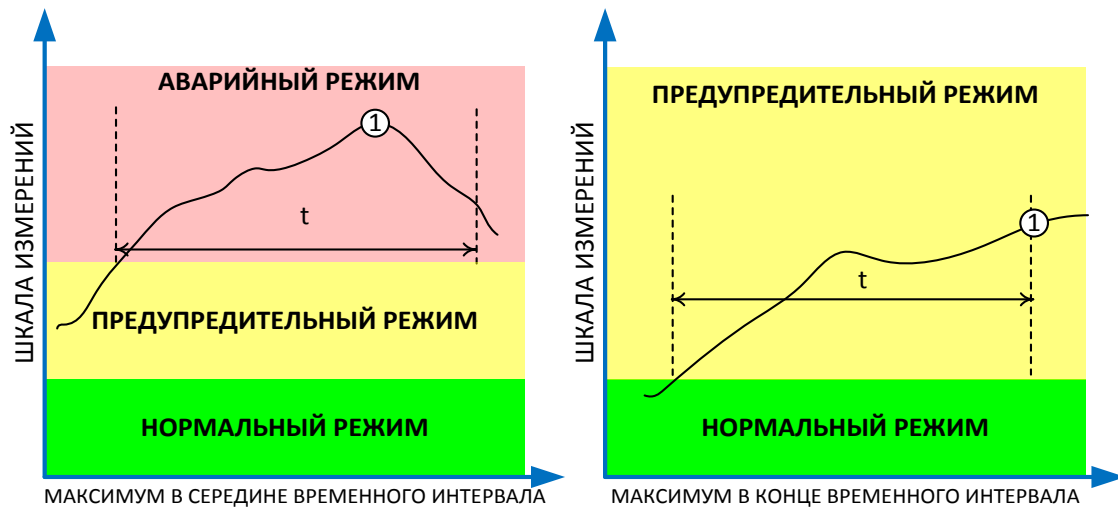 ШКАЛА ИЗМЕРЕНИЙ
АВАРИЙНЫЙ РЕЖИМ
1
t
ПРЕДУПРЕДИТЕЛЬНЫЙ РЕЖИМ
НОРМАЛЬНЫЙ РЕЖИМ
МАКСИМУМ В СЕРЕДИНЕ ВРЕМЕННОГО ИНТЕРВАЛА
ШКАЛА ИЗМЕРЕНИЙ
ПРЕДУПРЕДИТЕЛЬНЫЙ РЕЖИМ
1
t
НОРМАЛЬНЫЙ РЕЖИМ
МАКСИМУМ В КОНЦЕ ВРЕМЕННОГО ИНТЕРВАЛА